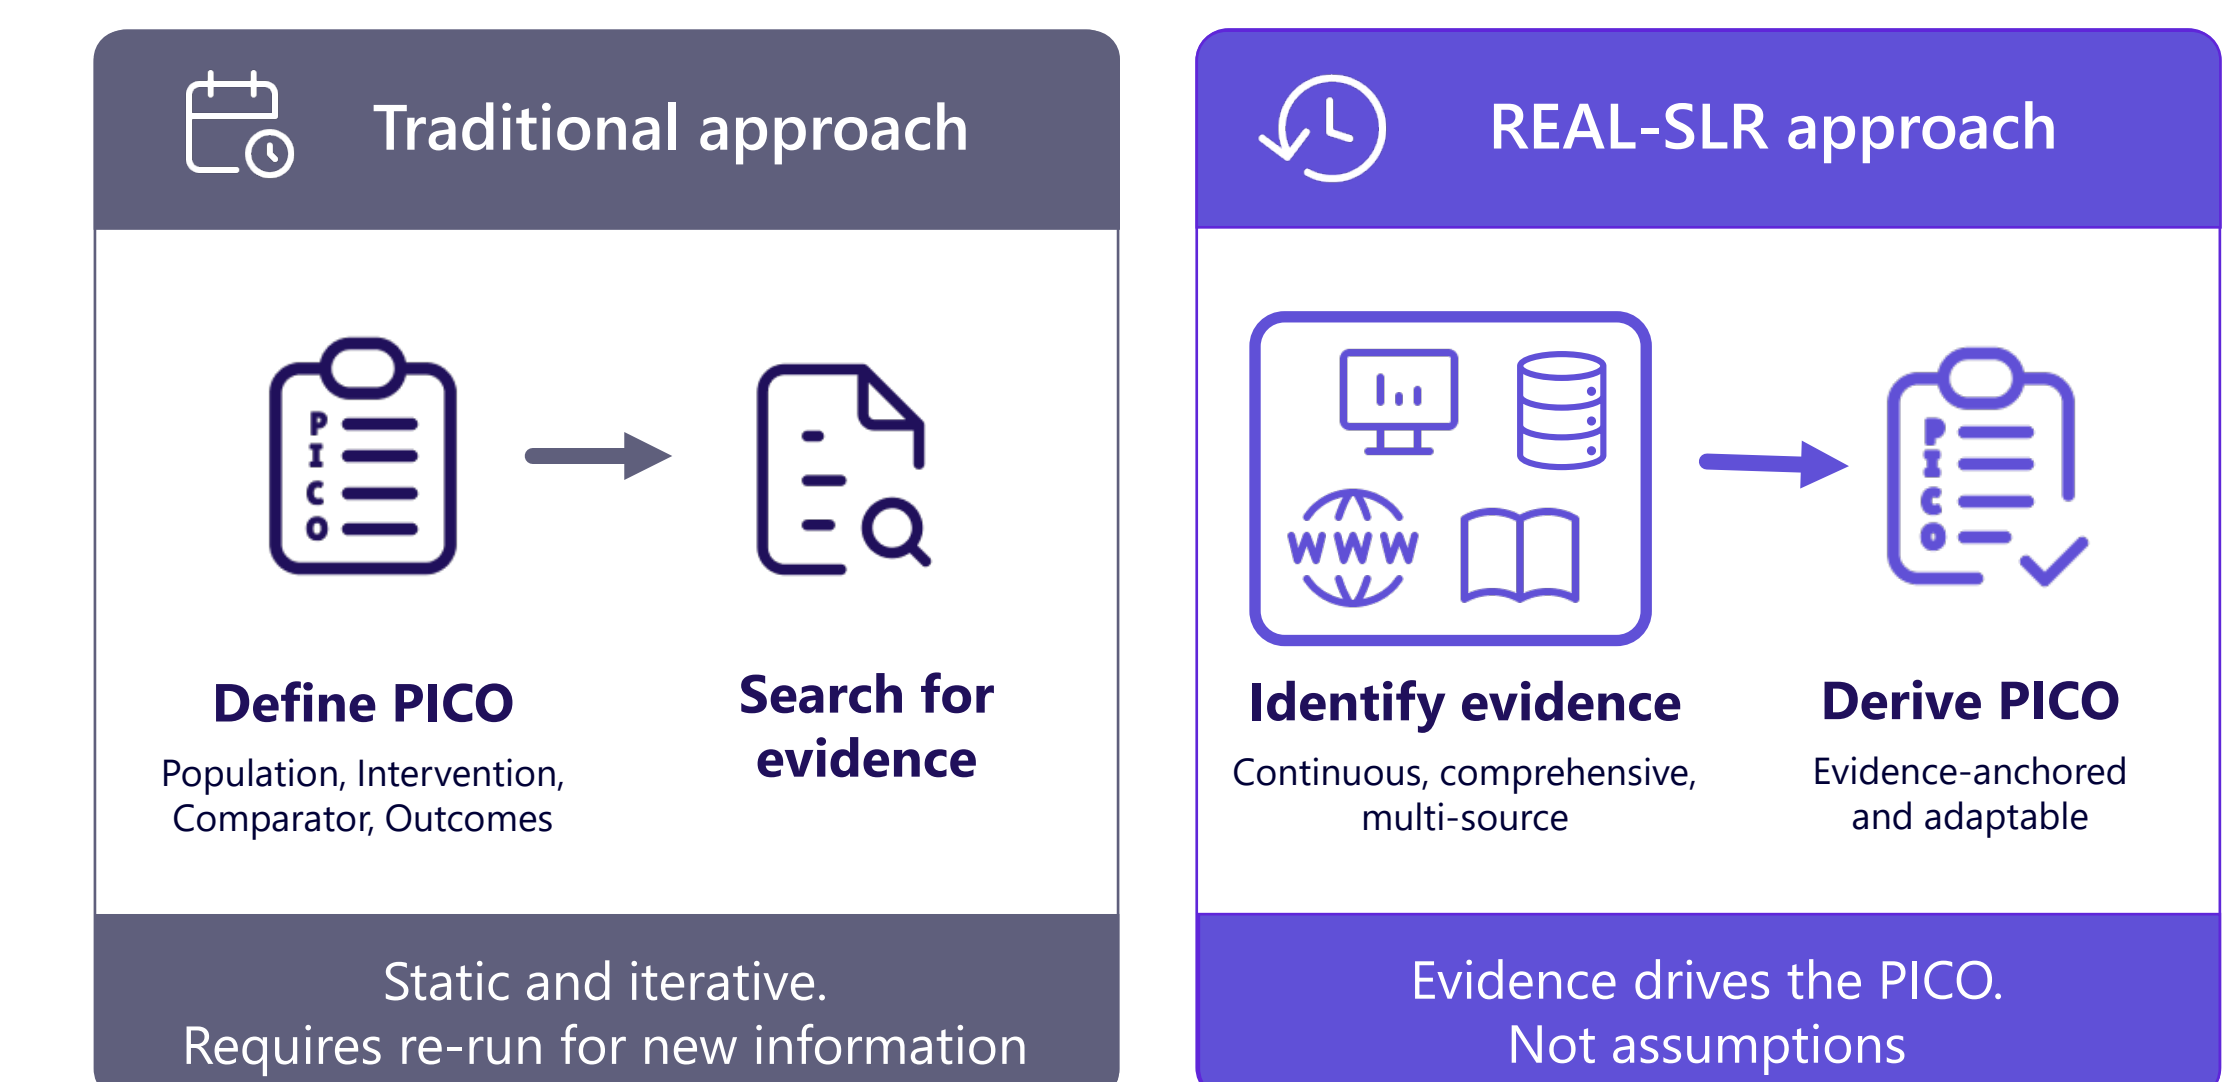 Traditional approach
P
I
C
O
Define PICO
Population, Intervention,
Comparator, Outcomes
Search for
evidence
Static and iterative.
Requires re-run for new information
REAL-SLR approach
WWW
Identify evidence
Continuous, comprehensive,
multi-source
P
I
C
O
Derive PICO
Evidence-anchored
and adaptable
Evidence drives the PICO.
Not assumptions